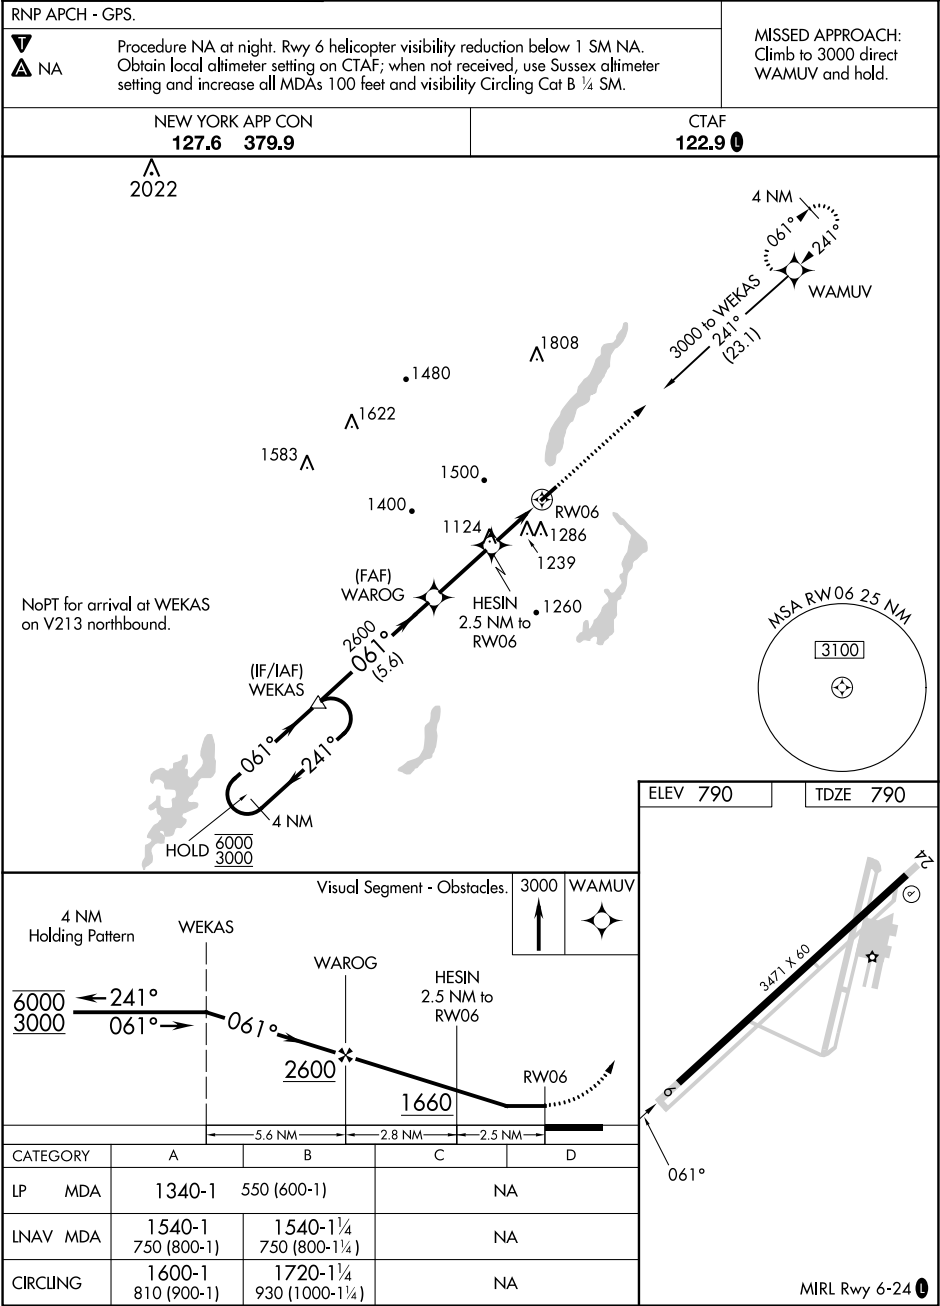 RNP APCH - GPS.
T
A NA
Procedure NA at night. Rwy 6 helicopter visibility reduction below 1 SM NA.
Obtain local altimeter setting on CTAF; when not received, use Sussex altimeter
setting and increase all MDAs 100 feet and visibility Circling Cat B ¼ SM.
MISSED APPROACH:
Climb to 3000 direct
WAMUV and hold.
NEW YORK APP CON
127.6 379.9
CTAF
122.9 L
2022
4 NM
061°
241°
WAMUV
3000 to WEKAS
241°
(23.1)
1808
1480
1622
1583
1500
1400
RW06
1124
1286
1239
(FAF)
WAROG
HESIN
2.5 NM to
RW06
1260
NoPT for arrival at WEKAS
on V213 northbound.
2600
061°
(5.6)
(IF/IAF)
WEKAS
061°
241°
4 NM
HOLD 6000
3000
MSA RW06 25 NM
3100
ELEV 790
TDZE 790
24
P
3471 X 60
6
061°
MIRL Rwy 6-24 L
Visual Segment - Obstacles.
3000
WAMUV
4 NM
Holding Pattern
WEKAS
WAROG
HESIN
2.5 NM to
RW06
6000
3000
241°
061°
061°
2600
1660
RW06
5.6 NM
2.8 NM
2.5 NM
CATEGORY A B C D
LP MDA 1340-1 550 (600-1) NA
LNAV MDA 1540-1 1540-1¼ NA
750 (800-1) 750 (800-1¼)
CIRCLING 1600-1 1720-1¼ NA
810 (900-1) 930 (1000-1¼)